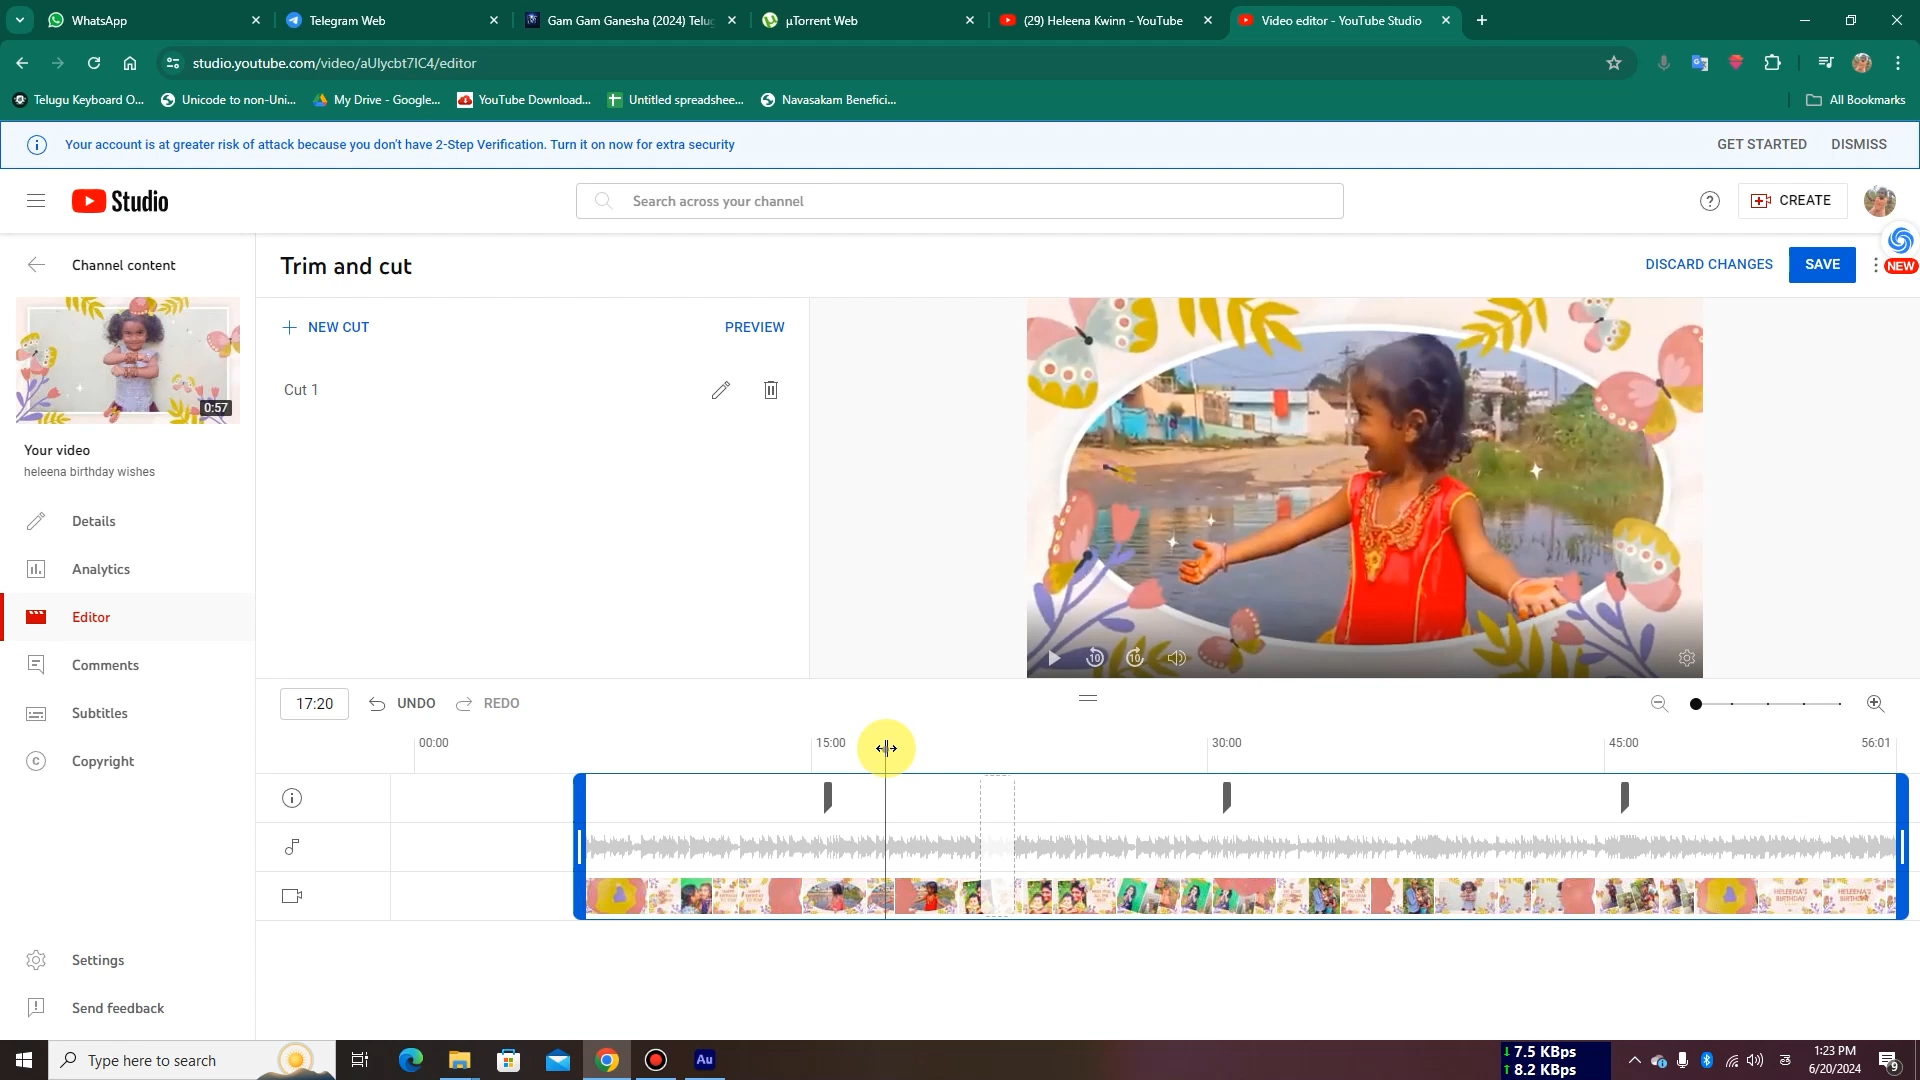 WhatsApp
Telegram Web
Gam Gam Ganesha (2024) Telug
µTorrent Web
(29) Heleena Kwinn - YouTube
Video editor - YouTube Studio
studio.youtube.com/video/aUlycbt7IC4/editor
Telugu Keyboard O...
Unicode to non-Uni...
My Drive - Google...
YouTube Download...
Untitled spreadshee...
Navasakam Benefici...
All Bookmarks
Your account is at greater risk of attack because you don't have 2-Step Verification. Turn it on now for extra security
GET STARTED
DISMISS
Studio
Search across your channel
CREATE
NEW
Channel content
0:57
Your video
heleena birthday wishes
Details
Analytics
Editor
Comments
Subtitles
Copyright
Settings
Send feedback
Trim and cut
DISCARD CHANGES
SAVE
NEW CUT
PREVIEW
Cut 1
10
10
17:20
UNDO
REDO
00:00
15:00
30:00
45:00
56:01
Type here to search
Au
7.5 KBps
8.2 KBps
1:23 PM
6/20/2024
9